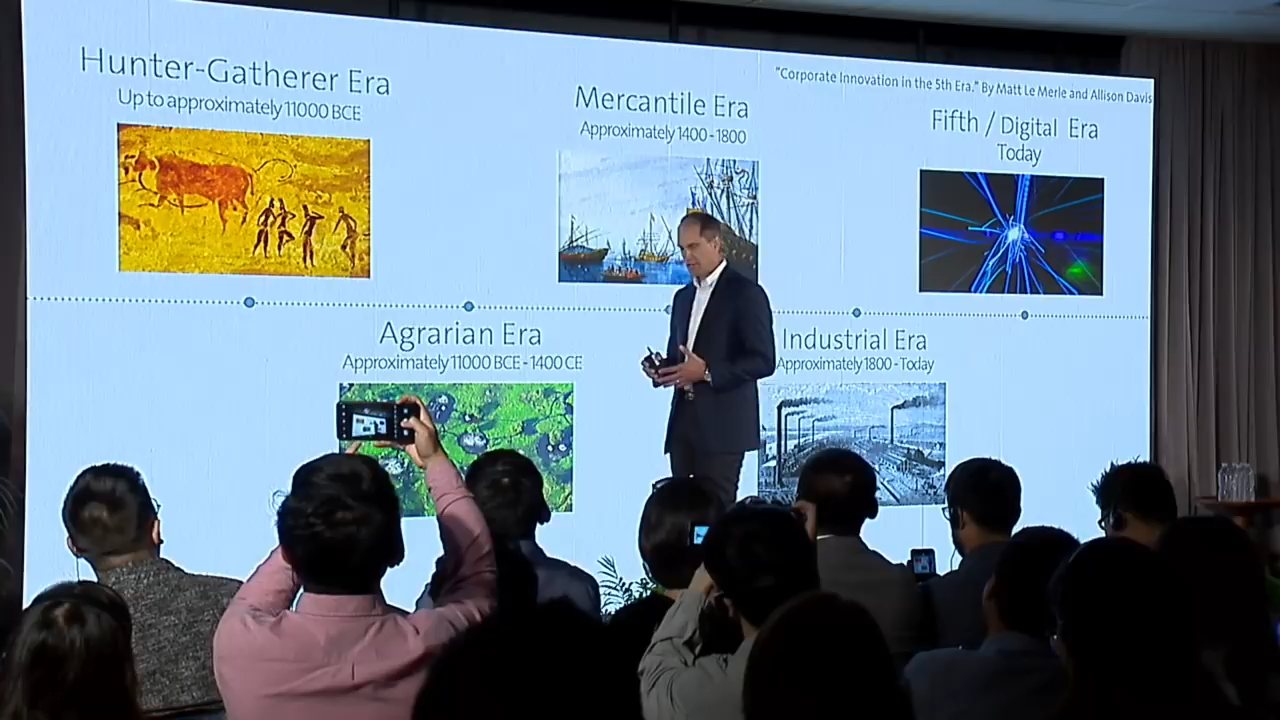 Hunter-Gatherer Era
Up to approximately 11000 BCE
Mercantile Era
Approximately 1400 - 1800
"Corporate Innovation in the 5th Era." By Matt Le Merle and Allison Davis
Fifth / Digital Era
Today
Agrarian Era
Approximately 11000 BCE - 1400 CE
Industrial Era
Approximately 1800 - Today